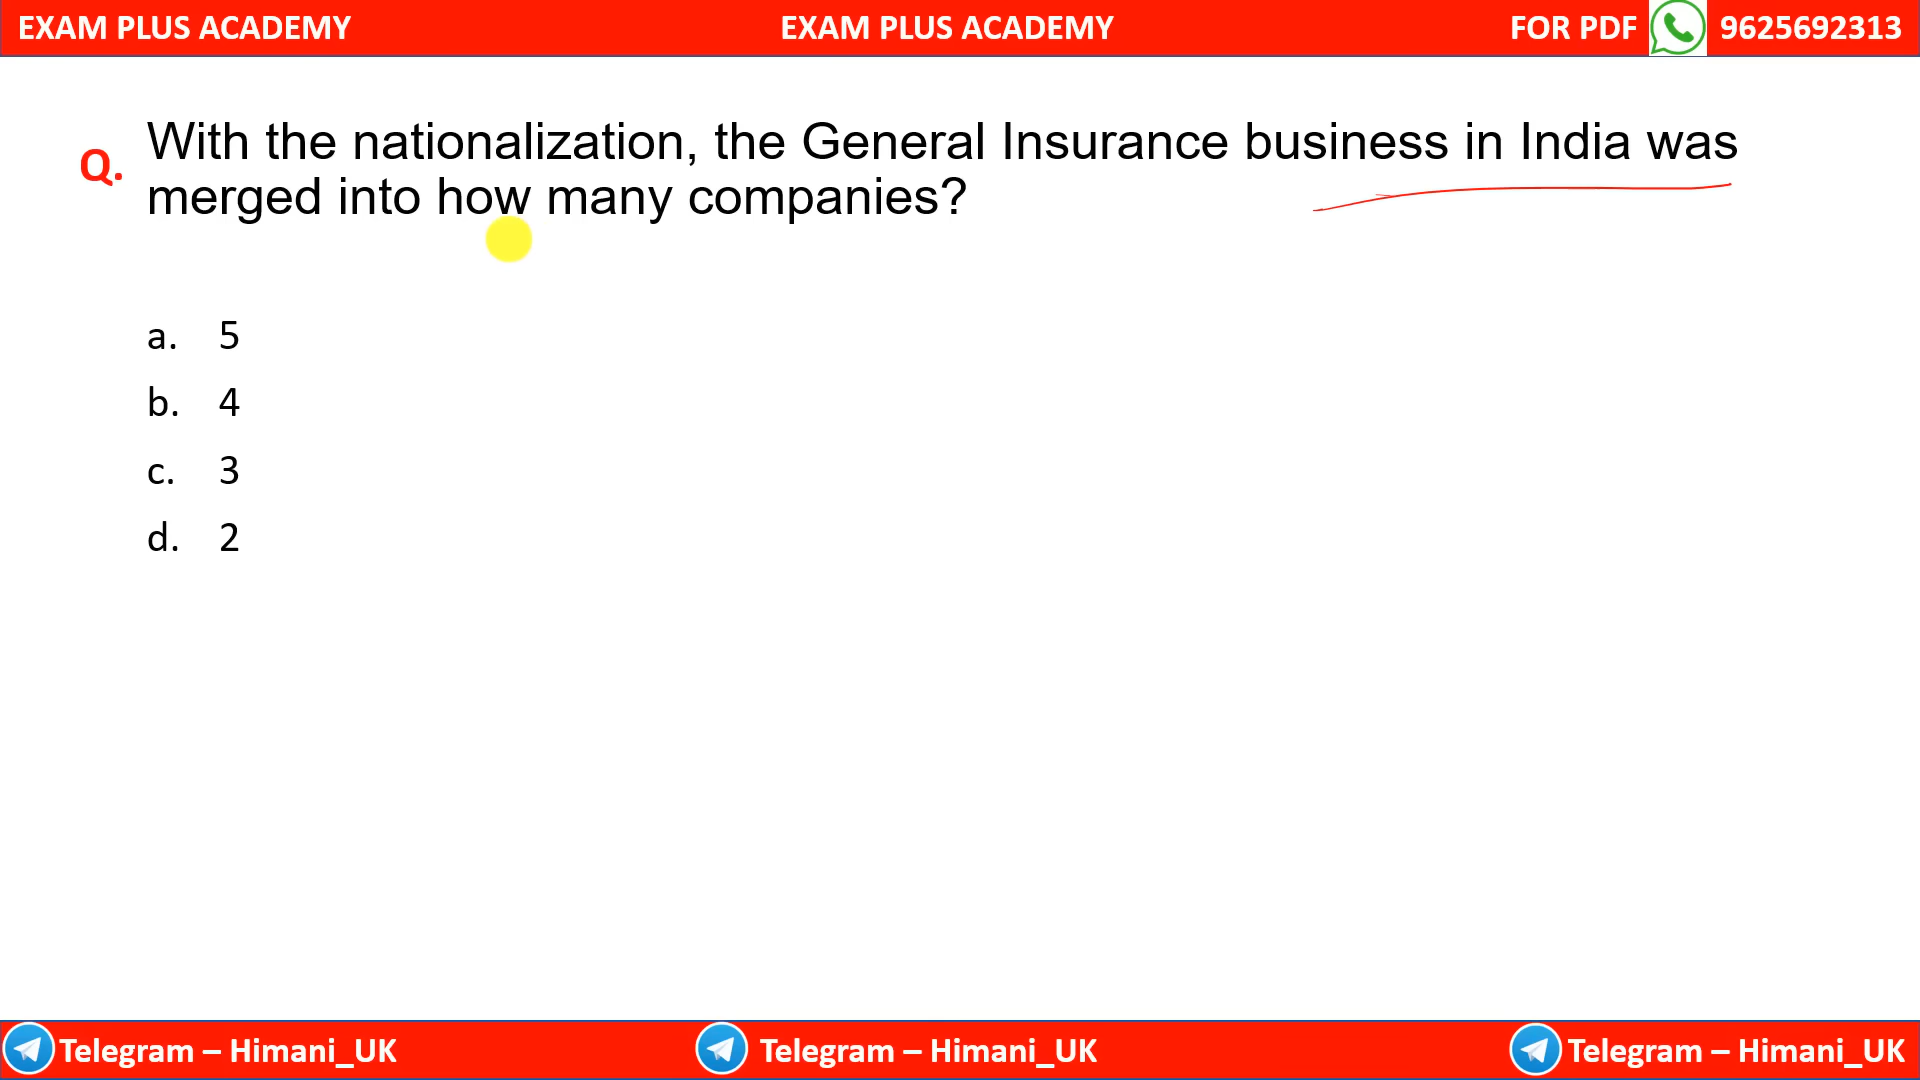 EXAM PLUS ACADEMY EXAM PLUS ACADEMY FOR PDF 9625692313
Q. With the nationalization, the General Insurance business in India was
merged into how many companies?
a. 5
b. 4
c. 3
d. 2
Telegram – Himani_UK Telegram – Himani_UK Telegram – Himani_UK